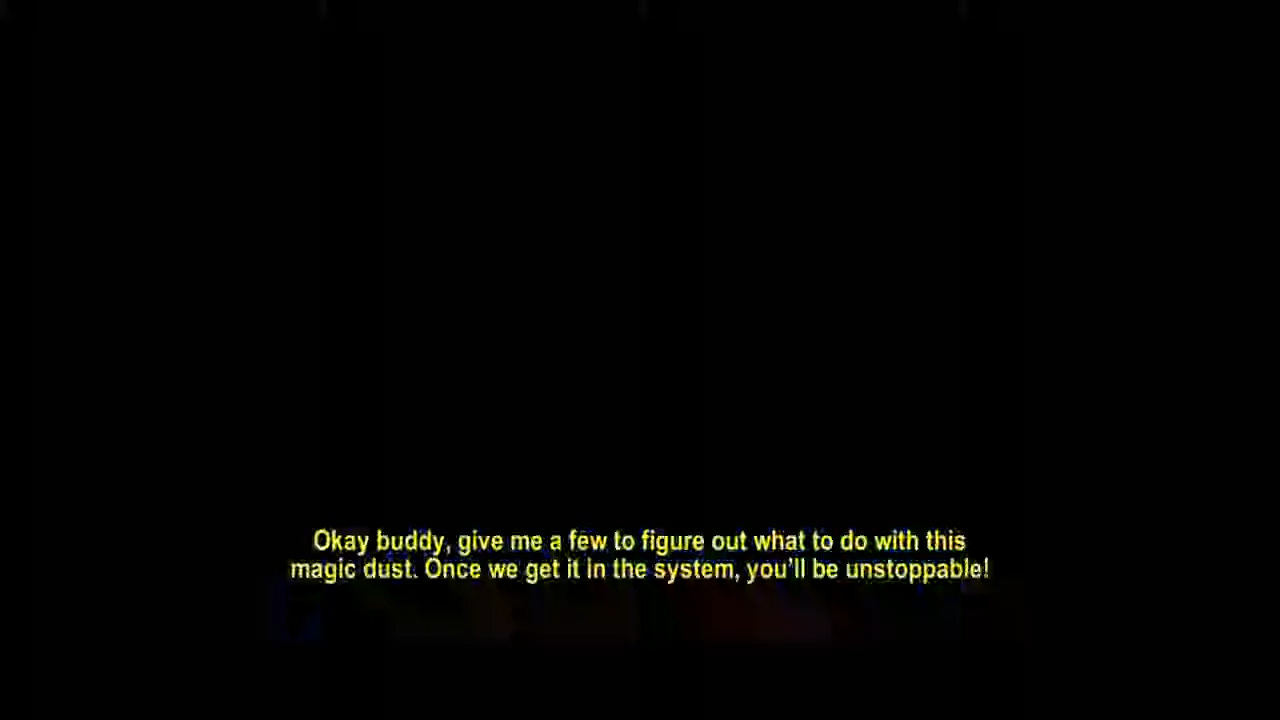 Okay buddy, give me a few to figure out what to do with this
magic dust. Once we get it in the system, you'll be unstoppable!